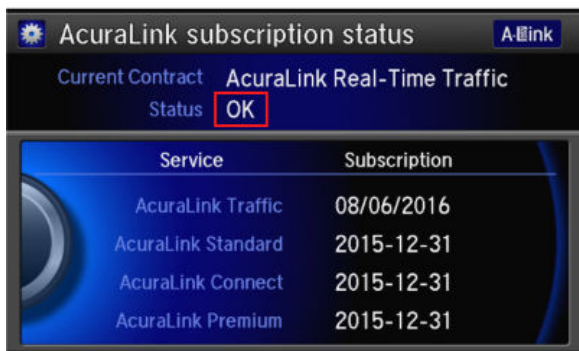 AcuraLink subscription status
A-Link
Current Contract AcuraLink Real-Time Traffic
Status OK
Service Subscription
AcuraLink Traffic 08/06/2016
AcuraLink Standard 2015-12-31
AcuraLink Connect 2015-12-31
AcuraLink Premium 2015-12-31